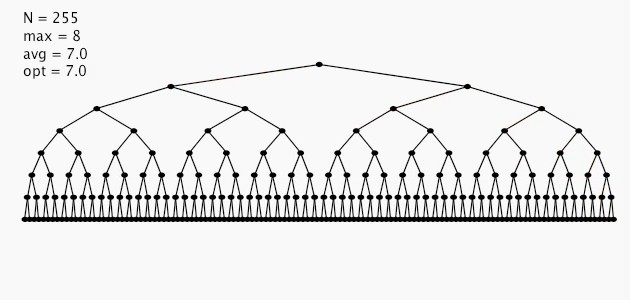 N = 255
max = 8
avg = 7.0
opt = 7.0